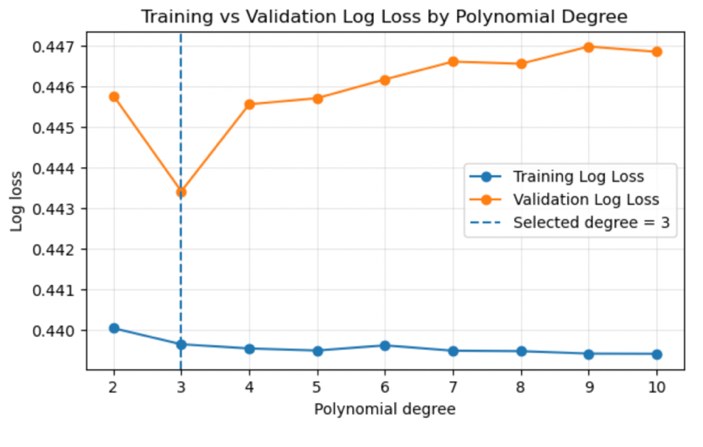 Training vs Validation Log Loss by Polynomial Degree
0.447
0.446
0.445
0.444
0.443
0.442
0.441
0.440
Log loss
Training Log Loss
Validation Log Loss
Selected degree = 3
2 3 4 5 6 7 8 9 10
Polynomial degree